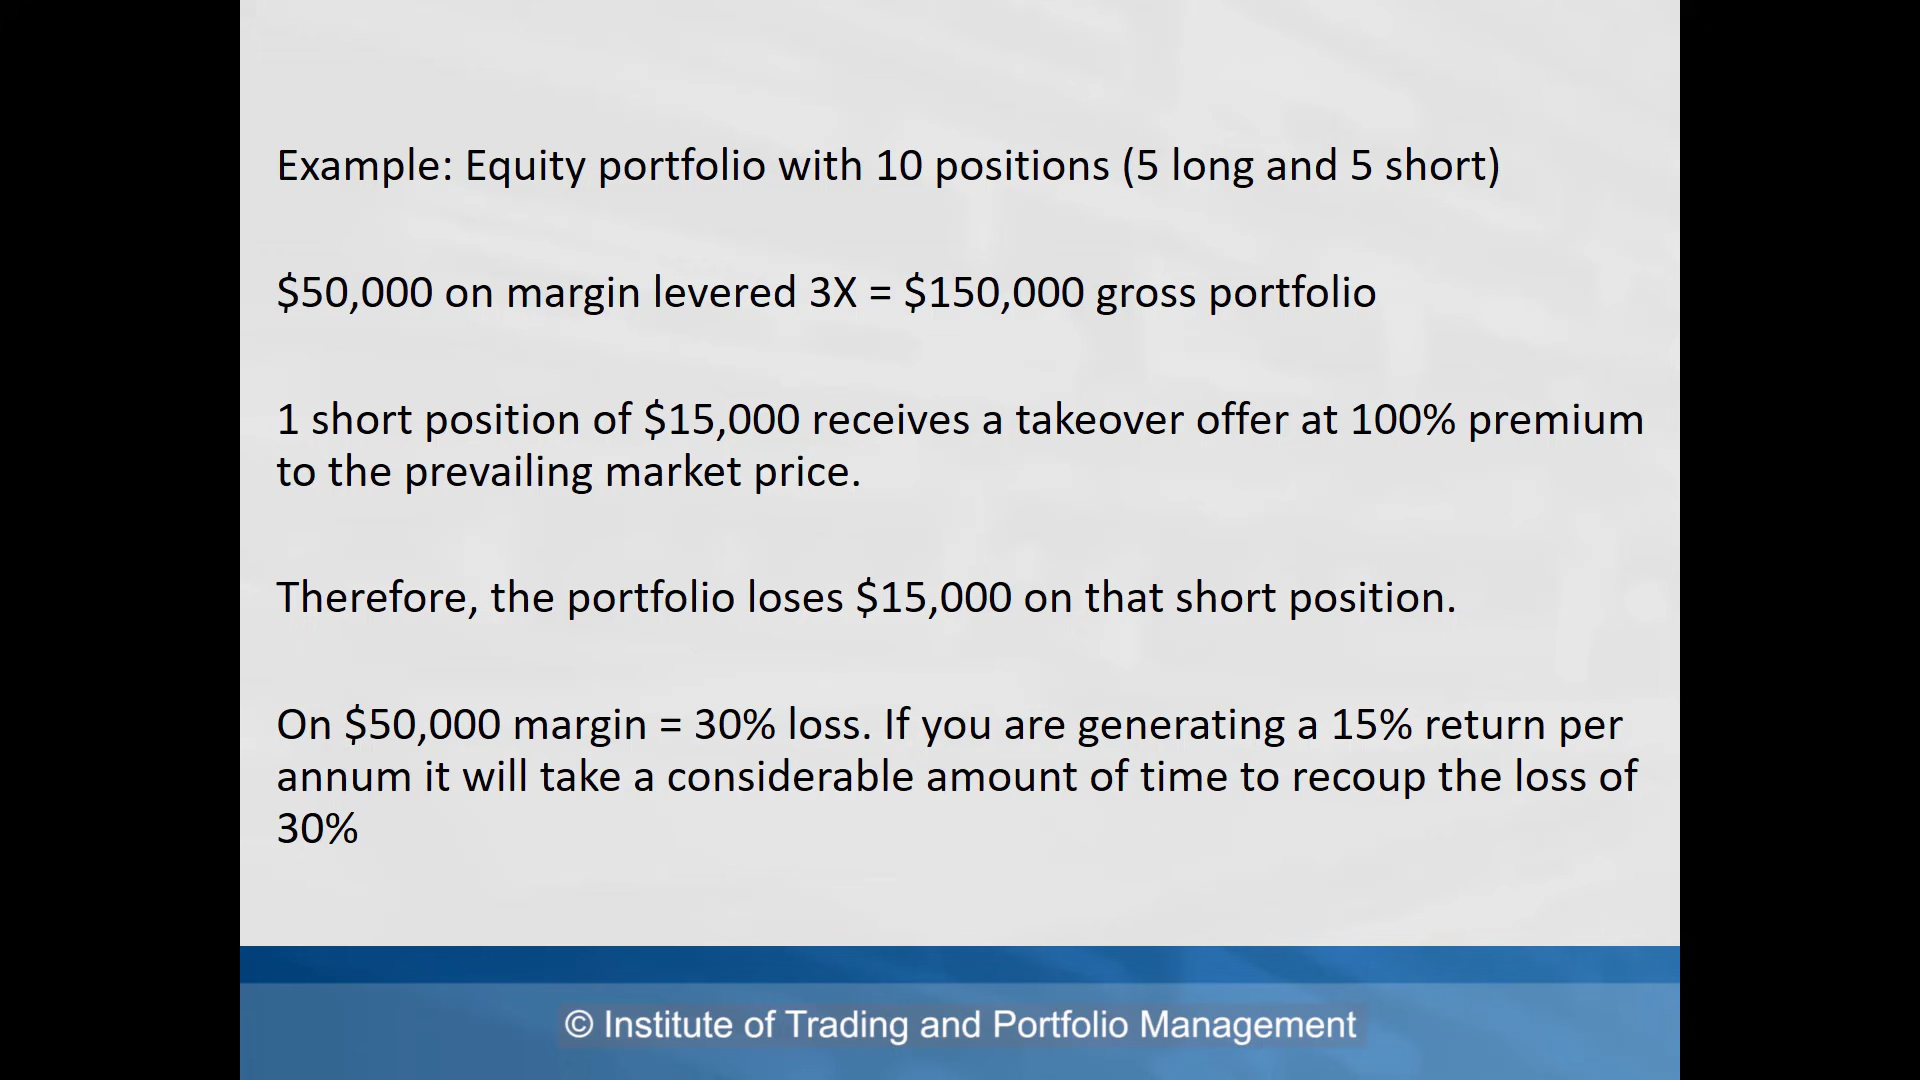 Example: Equity portfolio with 10 positions (5 long and 5 short)
$50,000 on margin levered 3X = $150,000 gross portfolio
1 short position of $15,000 receives a takeover offer at 100% premium
to the prevailing market price.
Therefore, the portfolio loses $15,000 on that short position.
On $50,000 margin = 30% loss. If you are generating a 15% return per
annum it will take a considerable amount of time to recoup the loss of
30%
© Institute of Trading and Portfolio Management